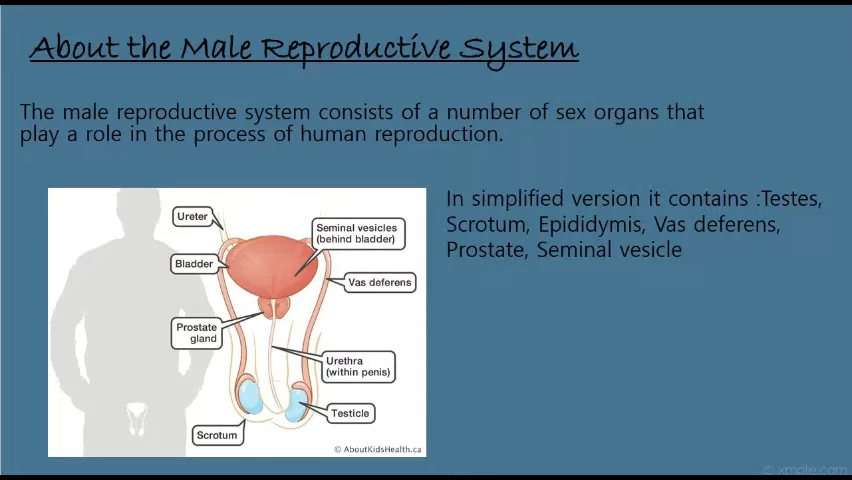 About the Male Reproductive System
The male reproductive system consists of a number of sex organs that
play a role in the process of human reproduction.
In simplified version it contains :Testes,
Scrotum, Epididymis, Vas deferens,
Prostate, Seminal vesicle
Ureter
Seminal vesicles
(behind bladder)
Bladder
Vas deferens
Prostate
gland
Urethra
(within penis)
Testicle
Scrotum
© AboutKidsHealth.ca
© xmple.com